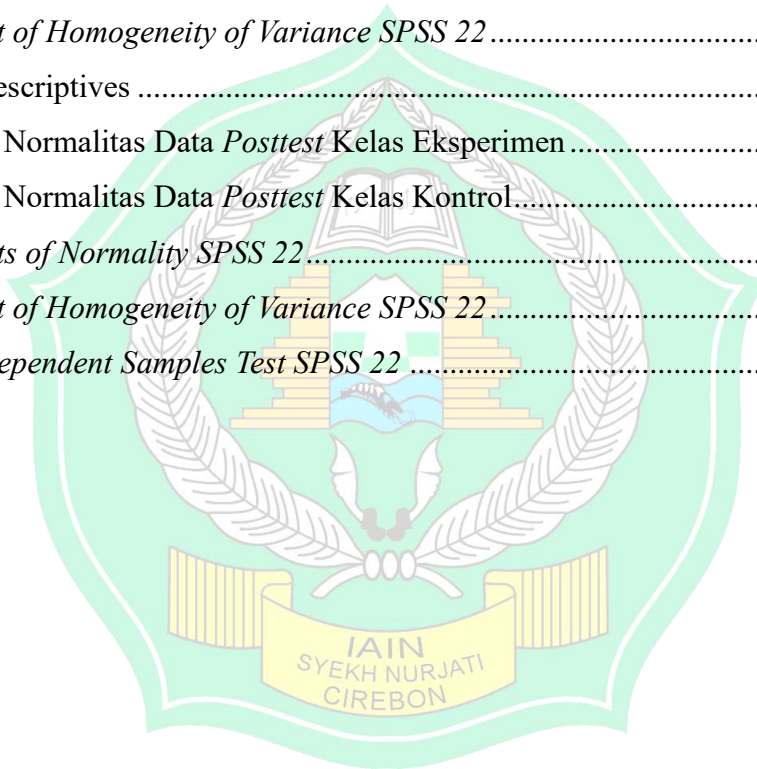 t of Homogeneity of Variance SPSS 22........................................
escriptives ....................................................................................
Normalitas Data Posttest Kelas Eksperimen............................
Normalitas Data Posttest Kelas Kontrol....................................
ts of Normality SPSS 22...............................................................
t of Homogeneity of Variance SPSS 22........................................
ependent Samples Test SPSS 22 ..................................................
IAIN
SYEKH NURJATI
CIREBON